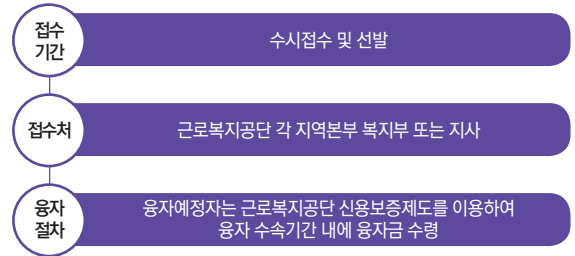 접수
기간
수시접수 및 선발
접수처
근로복지공단 각 지역본부 복지부 또는 지사
융자
절차
융자예정자는 근로복지공단 신용보증제도를 이용하여
융자 수속기간 내에 융자금 수령